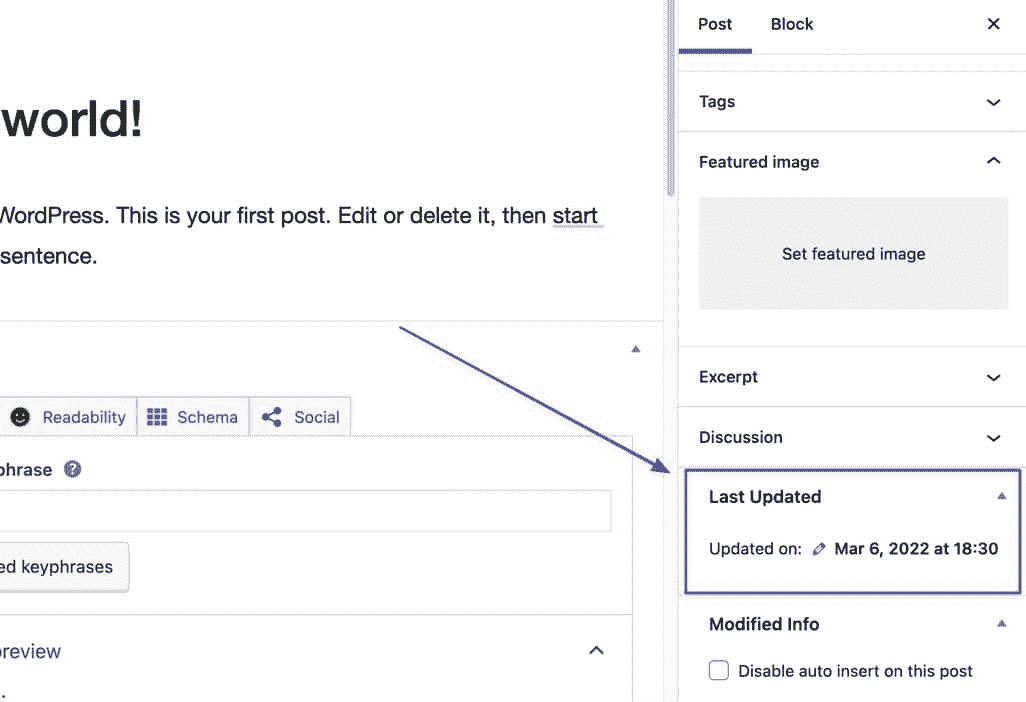 world!
WordPress. This is your first post. Edit or delete it, then start
sentence.
Readability
Schema
Social
phrase ?
ed keyphrases
preview
Post
Block
Tags
Featured image
Set featured image
Excerpt
Discussion
Last Updated
Updated on: Mar 6, 2022 at 18:30
Modified Info
Disable auto insert on this post